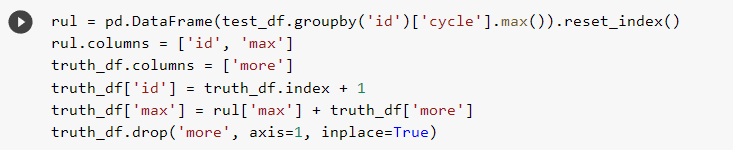 rul = pd.DataFrame(test_df.groupby('id')['cycle'].max()).reset_index()
rul.columns = ['id', 'max']
truth_df.columns = ['more']
truth_df['id'] = truth_df.index + 1
truth_df['max'] = rul['max'] + truth_df['more']
truth_df.drop('more', axis=1, inplace=True)